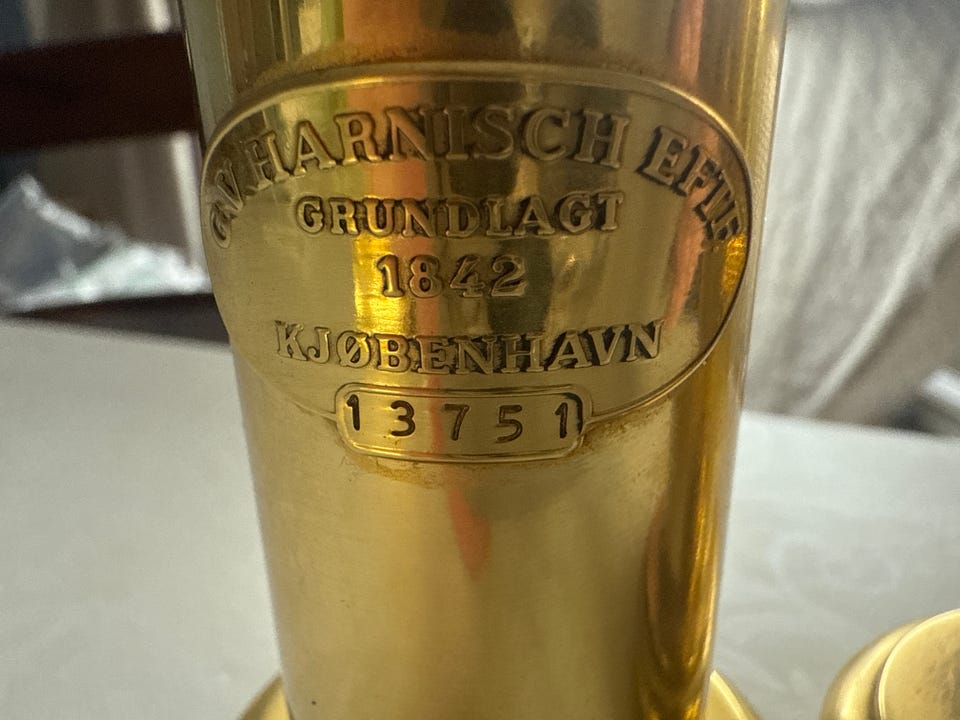 G.V. HARNISCH EFTF
GRUNDLAGT
1842
KJØBENHAVN
13751